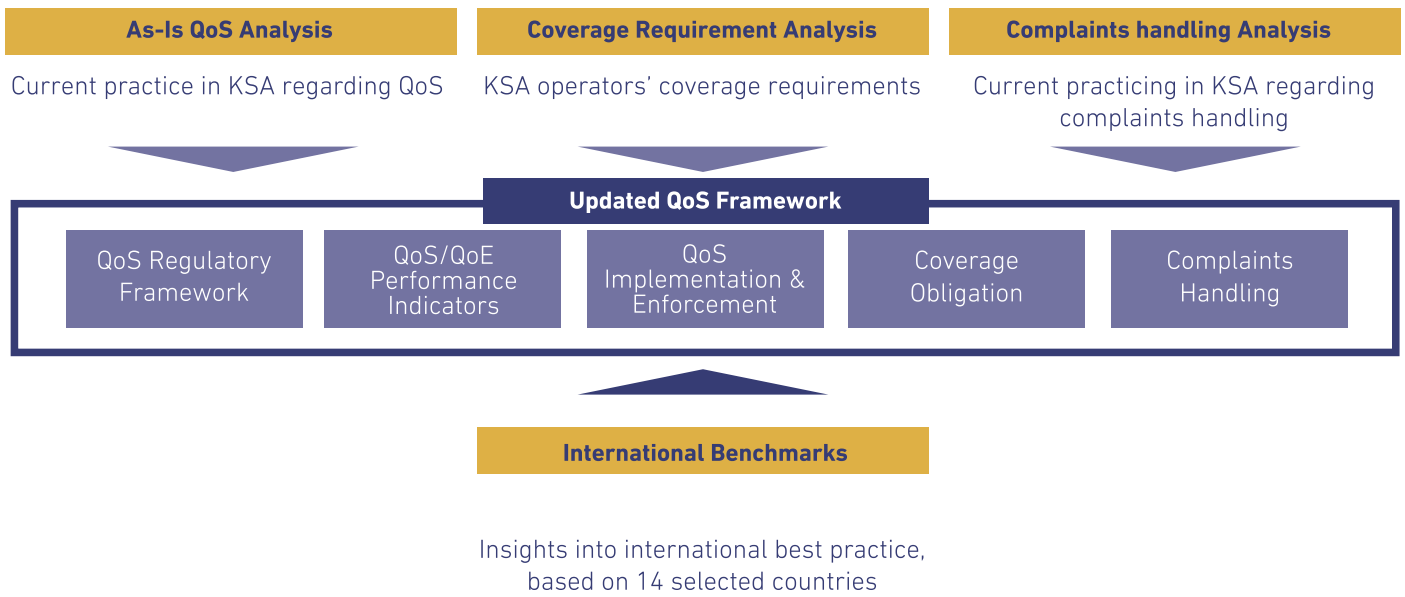 As-Is QoS Analysis
Current practice in KSA regarding QoS
Coverage Requirement Analysis
KSA operators’ coverage requirements
Complaints handling Analysis
Current practicing in KSA regarding
complaints handling
Updated QoS Framework
QoS Regulatory
Framework
QoS/QoE
Performance
Indicators
QoS
Implementation &
Enforcement
Coverage
Obligation
Complaints
Handling
International Benchmarks
Insights into international best practice,
based on 14 selected countries